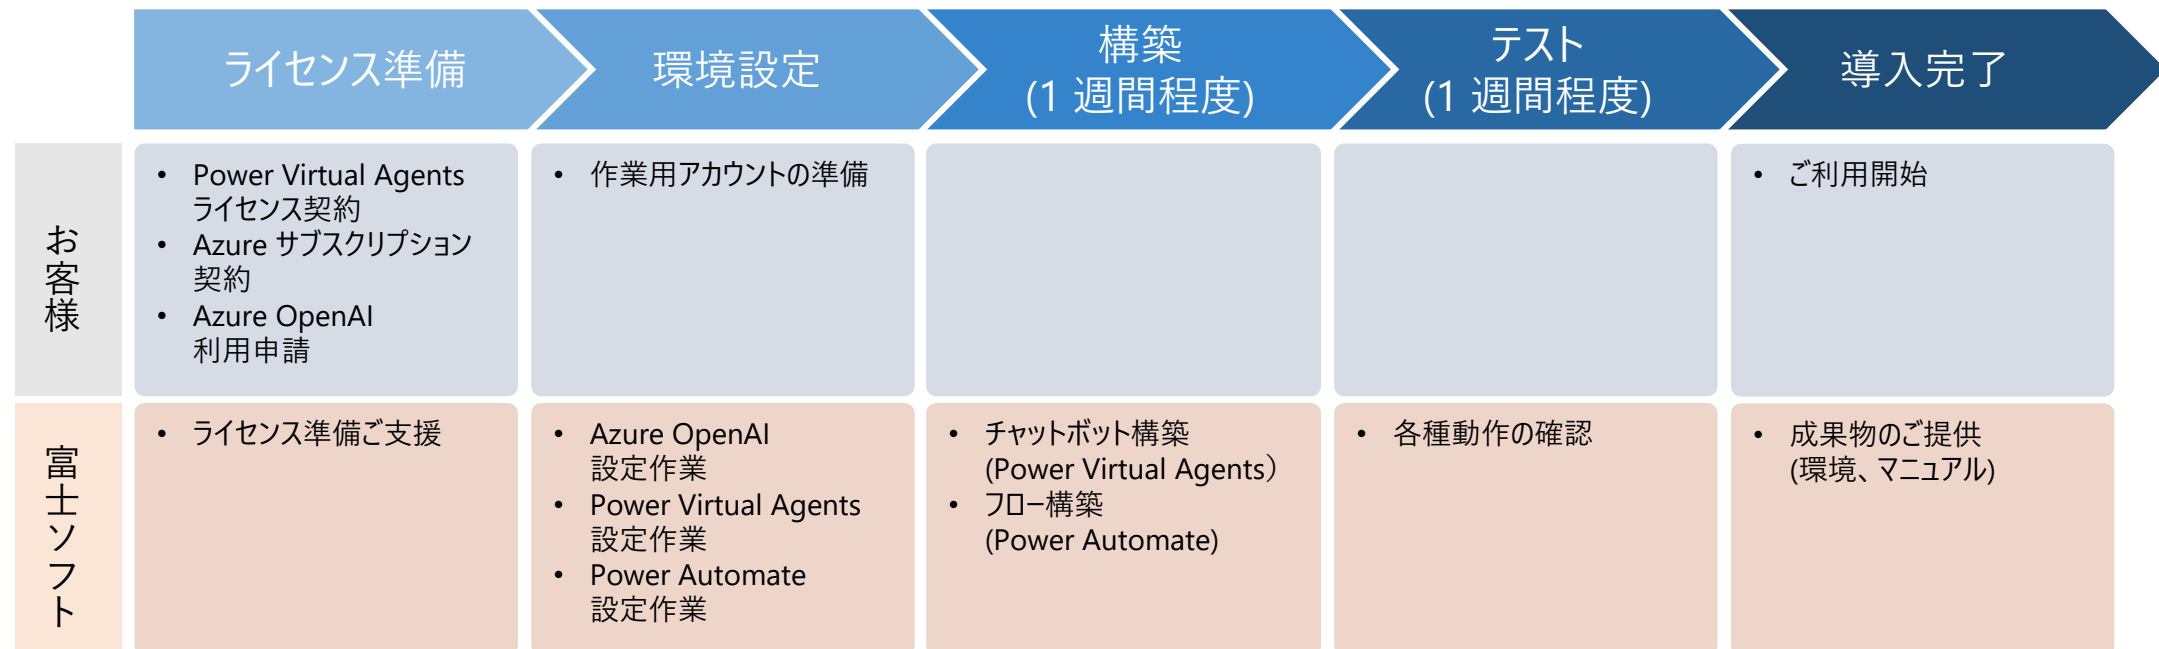 ライセンス準備
環境設定
構築
(1 週間程度)
テスト
(1 週間程度)
導入完了
お客様
• Power Virtual Agents
ライセンス契約
• Azure サブスクリプション
契約
• Azure OpenAI
利用申請
• 作業用アカウントの準備
• ご利用開始
富士ソフト
• ライセンス準備ご支援
• Azure OpenAI
設定作業
• Power Virtual Agents
設定作業
• Power Automate
設定作業
• チャットボット構築
(Power Virtual Agents）
• フロー構築
(Power Automate)
• 各種動作の確認
• 成果物のご提供
(環境、マニュアル)